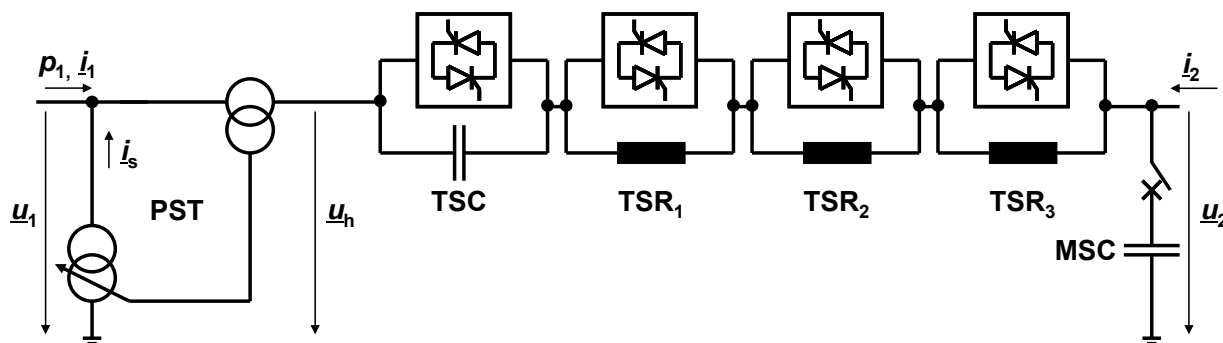 p1, i1
i2
is
u1
PST
uh
TSC
TSR1
TSR2
TSR3
MSC
u2